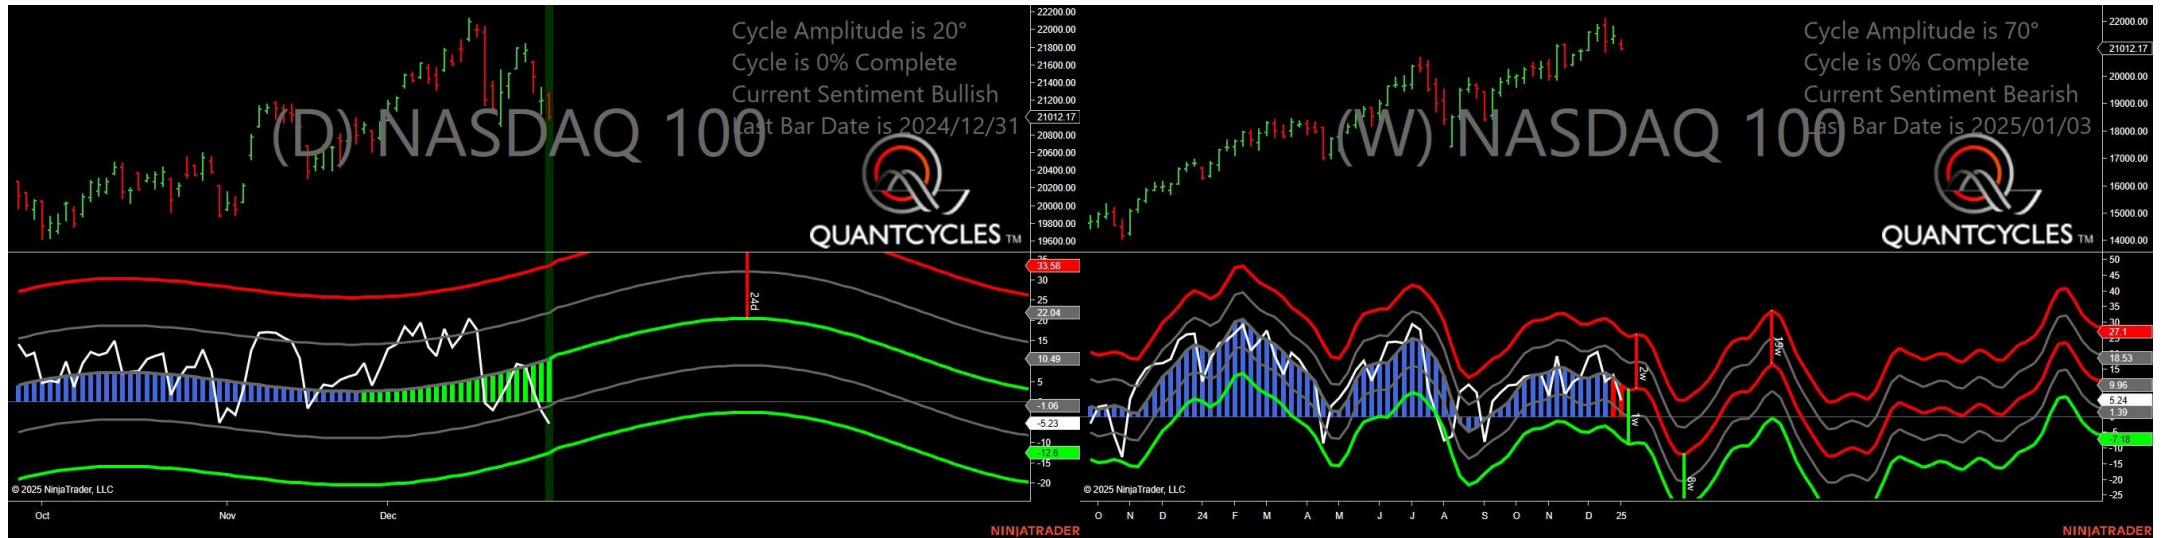 Cycle Amplitude is 20°
Cycle is 0% Complete
Current Sentiment Bullish
Last Bar Date is 2024/12/31
(D) NASDAQ 100
QUANTCYCLES TM
22200.00
22000.00
21800.00
21600.00
21400.00
21200.00
21012.17
20800.00
20600.00
20400.00
20200.00
20000.00
19800.00
19600.00
24d
33.58
30
25
22.04
20
15
10.49
5
-1.06
-5.23
-10
-12.6
-15
-20
© 2025 NinjaTrader, LLC
Oct Nov Dec
NINJATRADER
Cycle Amplitude is 70°
Cycle is 0% Complete
Current Sentiment Bearish
Last Bar Date is 2025/01/03
(W) NASDAQ 100
QUANTCYCLES TM
22000.00
21012.17
20000.00
19000.00
18000.00
17000.00
16000.00
15000.00
14000.00
2w
1w
8w
19w
50
45
40
35
30
27.1
18.53
15
9.96
5.24
1.39
-7.18
-10
-15
-20
-25
© 2025 NinjaTrader, LLC
O N D 24 F M A M J J A S O N D 25
NINJATRADER